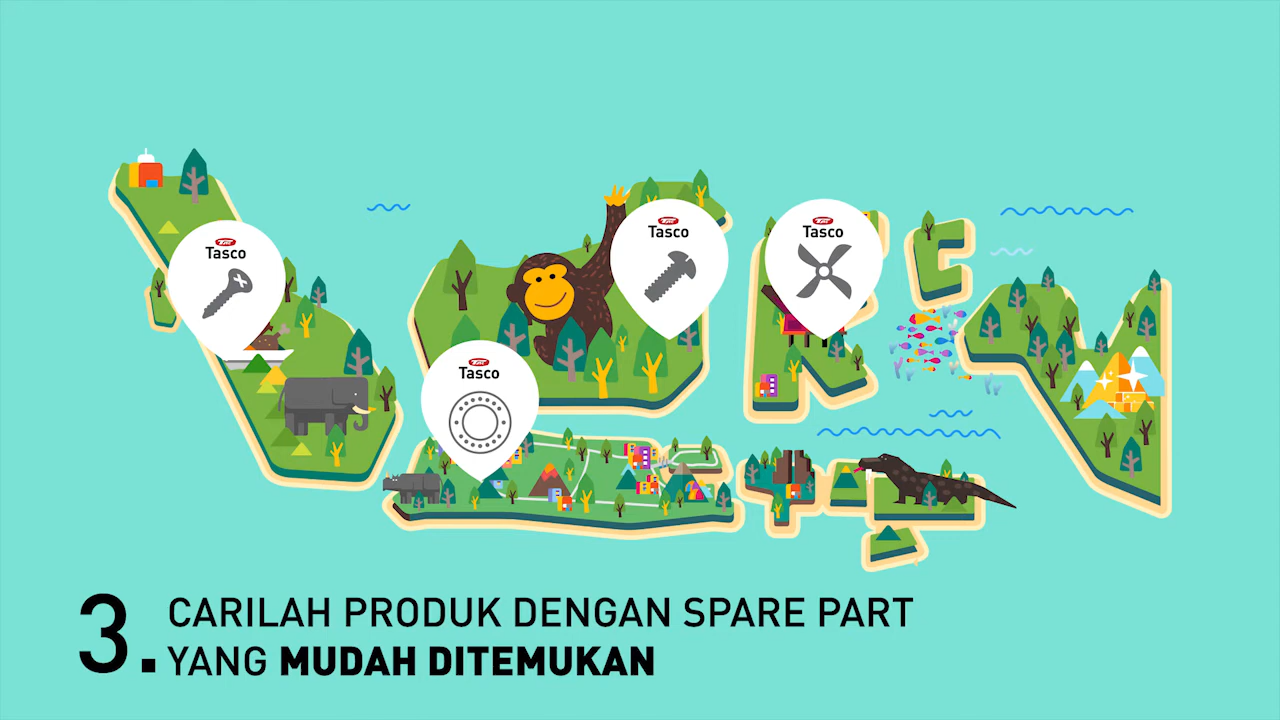 Tasco
Tasco
Tasco
Tasco
3. CARILAH PRODUK DENGAN SPARE PART
YANG MUDAH DITEMUKAN